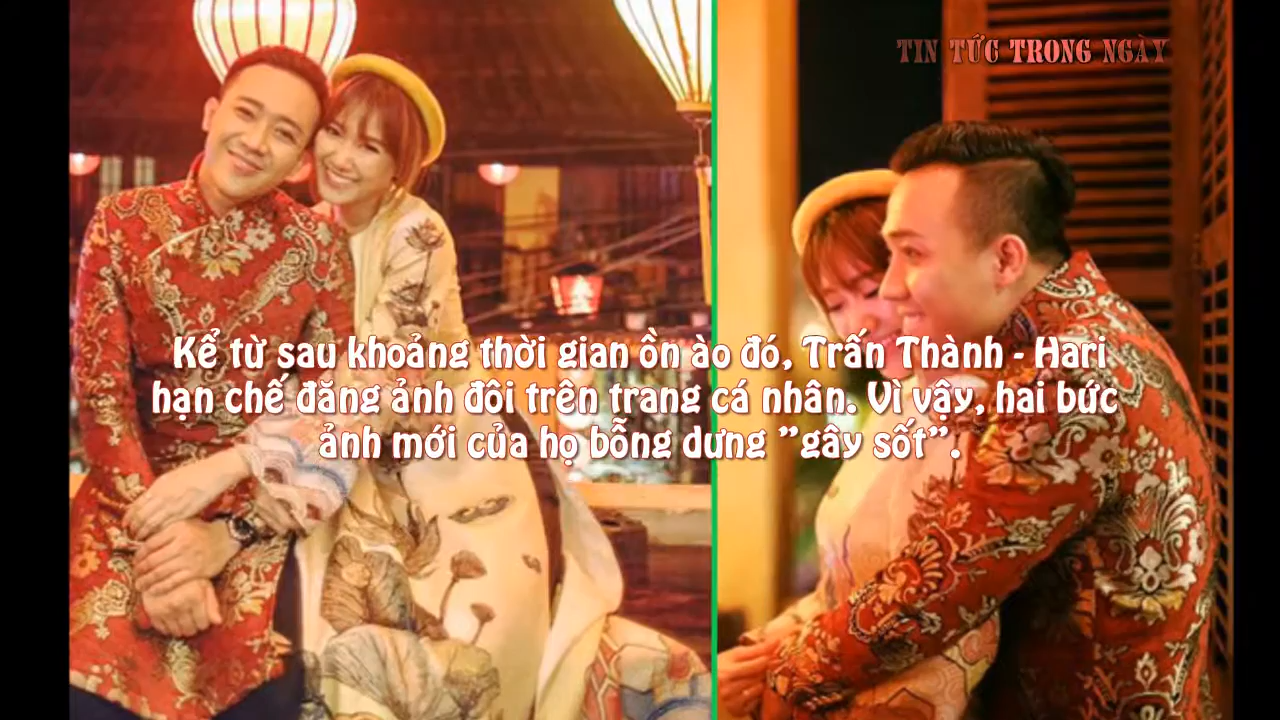 TIN TỨC TRONG NGÀY
Kể từ sau khoảng thời gian ồn ào đó, Trấn Thành - Hari
hạn chế đăng ảnh đôi trên trang cá nhân. Vì vậy, hai bức
ảnh mới của họ bỗng dưng "gây sốt".